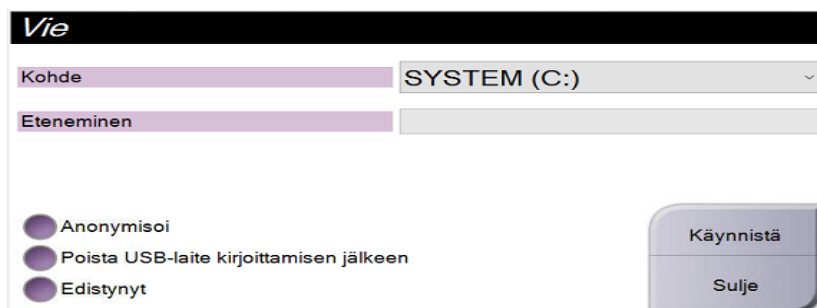 Vie
Kohde SYSTEM (C:)
Eteneminen
Anonymisoi
Poista USB-laite kirjoittamisen jälkeen
Edistynyt
Käynnistä
Sulje